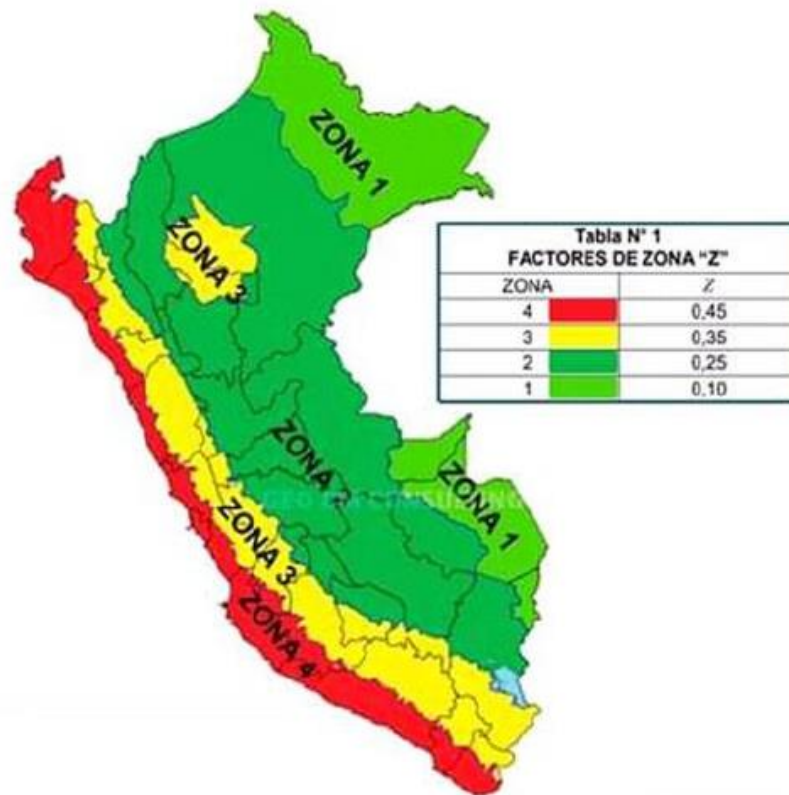 ZONA 1
ZONA 3
Tabla N° 1
FACTORES DE ZONA "Z"
ZONA Z
4 0,45
3 0,35
2 0,25
1 0,10
ZONA 2
ZONA 1
ZONA 3
ZONA 4